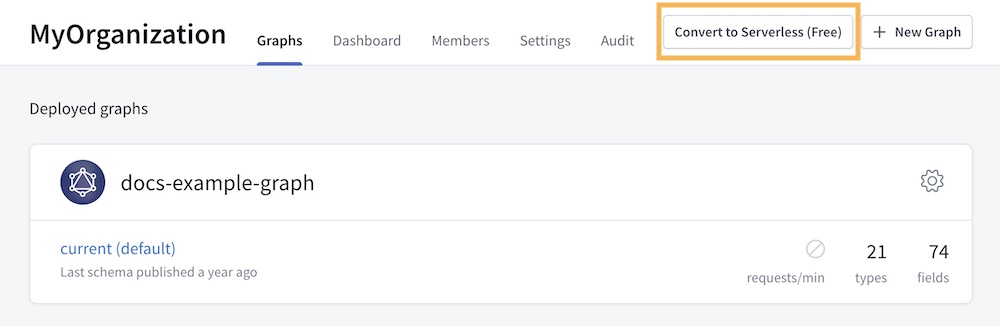 MyOrganization Graphs Dashboard Members Settings Audit Convert to Serverless (Free) + New Graph
Deployed graphs
docs-example-graph
current (default) 21 74
Last schema published a year ago requests/min types fields